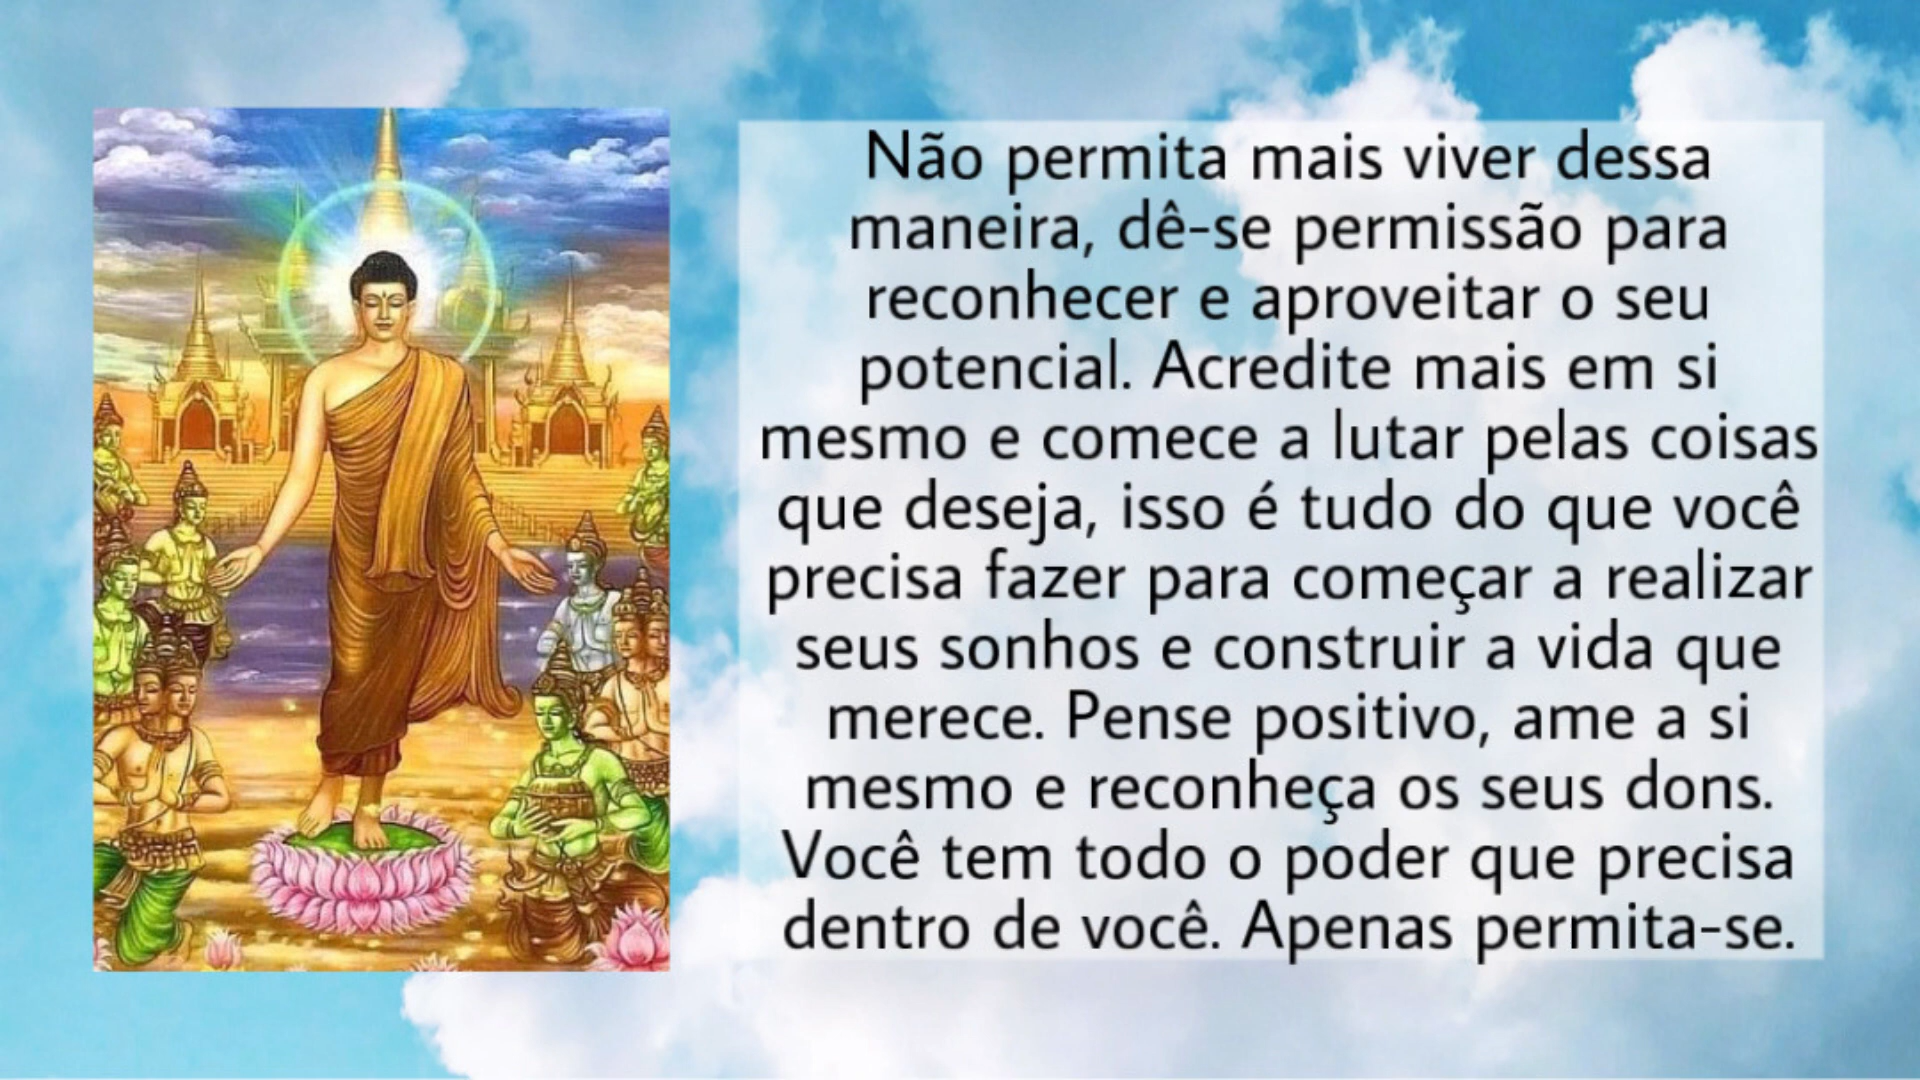 Não permita mais viver dessa
maneira, dê-se permissão para
reconhecer e aproveitar o seu
potencial. Acredite mais em si
mesmo e comece a lutar pelas coisas
que deseja, isso é tudo do que você
precisa fazer para começar a realizar
seus sonhos e construir a vida que
merece. Pense positivo, ame a si
mesmo e reconheça os seus dons.
Você tem todo o poder que precisa
dentro de você. Apenas permita-se.